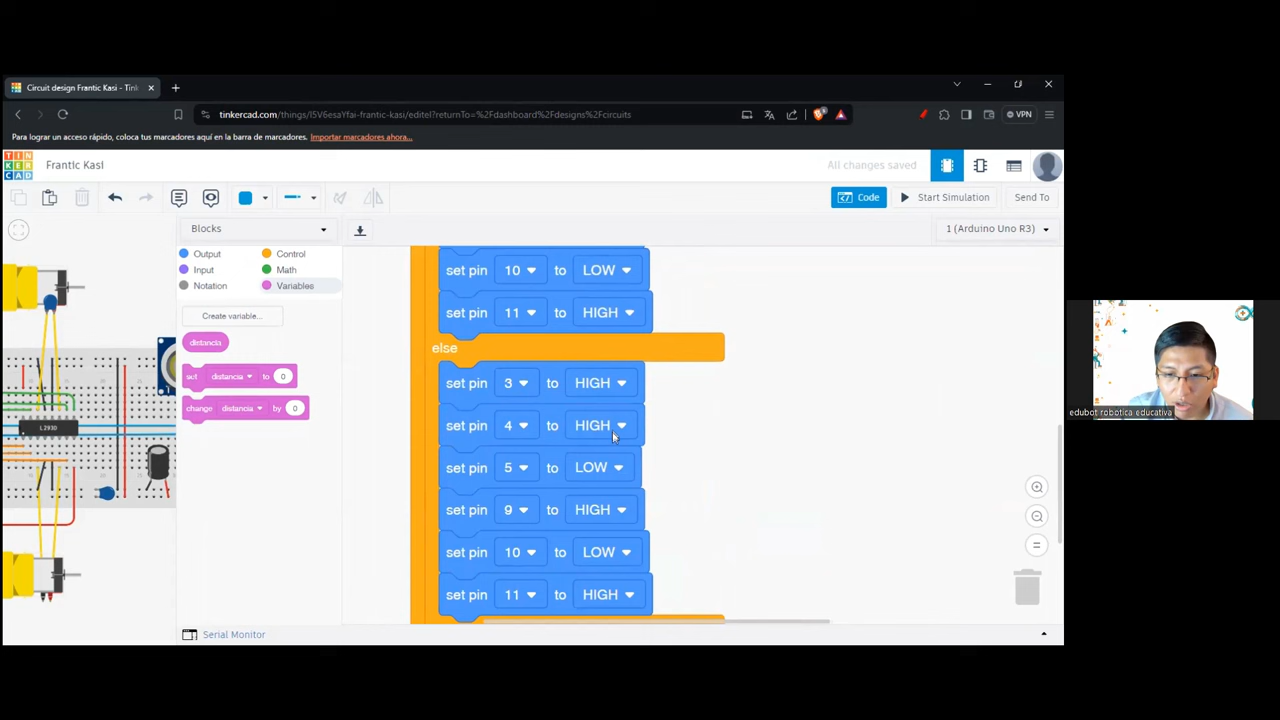 Circuit design Frantic Kasi - Tink
tinkercad.com/things/I5V6esaYfai-frantic-kasi/editel?returnTo=%2Fdashboard%2Fdesigns%2Fcircuits
VPN
Para lograr un acceso rápido, coloca tus marcadores aquí en la barra de marcadores. Importar marcadores ahora...
TIN
KER
CAD
Frantic Kasi
All changes saved
Code
Start Simulation
Send To
Blocks
1 (Arduino Uno R3)
Output
Control
Input
Math
Notation
Variables
Create variable...
distancia
set distancia to 0
change distancia by 0
L293D
set pin 10 to LOW
set pin 11 to HIGH
else
set pin 3 to HIGH
set pin 4 to HIGH
set pin 5 to LOW
set pin 9 to HIGH
set pin 10 to LOW
set pin 11 to HIGH
Serial Monitor
edubot robotica educativa